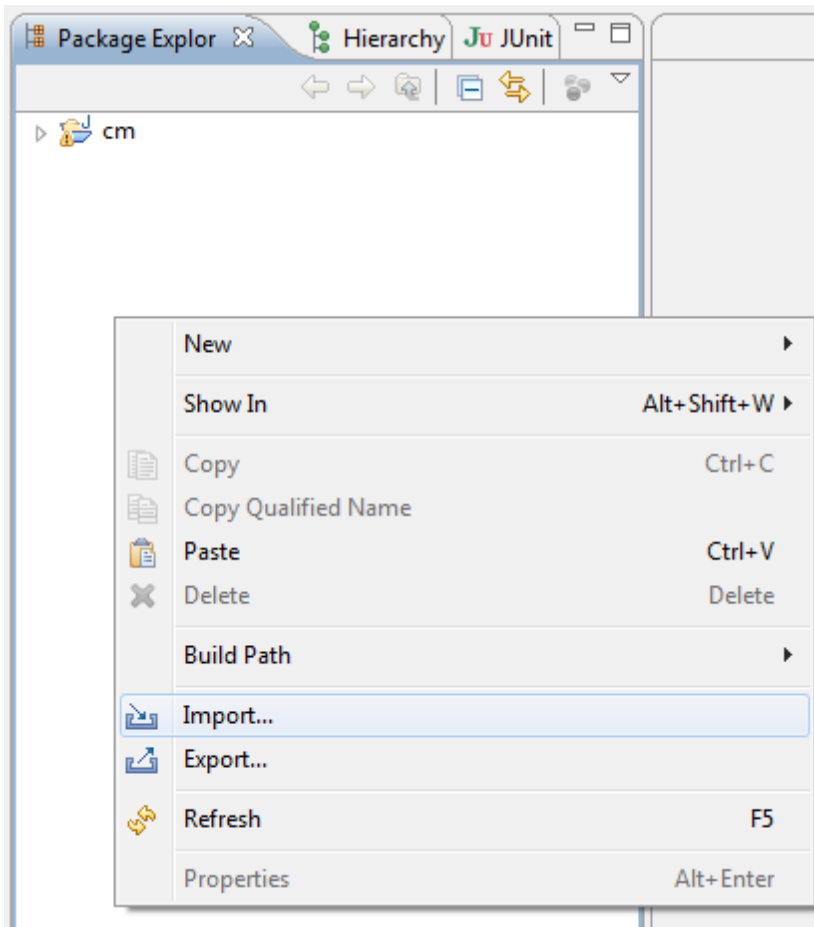 Package Explor Hierarchy Ju JUnit
cm
New
Show In Alt+Shift+W
Copy Ctrl+C
Copy Qualified Name
Paste Ctrl+V
Delete Delete
Build Path
Import...
Export...
Refresh F5
Properties Alt+Enter